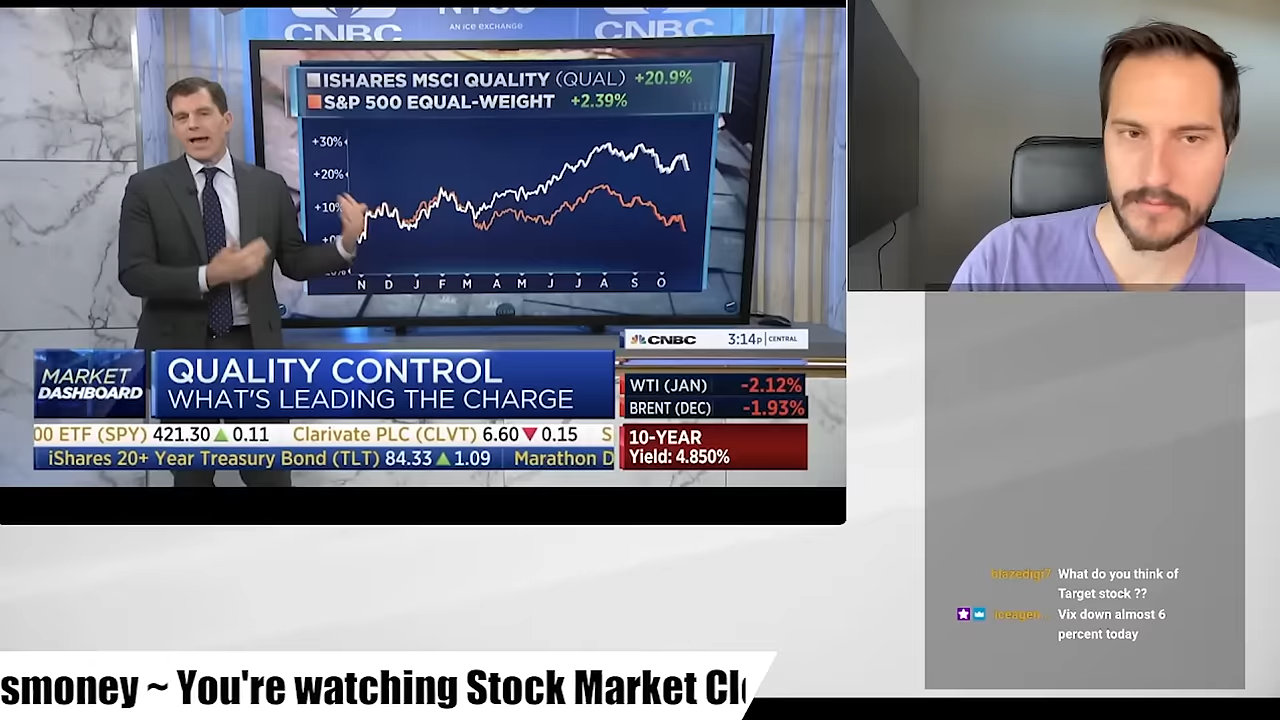 CNBC
AN ICE EXCHANGE
CNBC
ISHARES MSCI QUALITY (QUAL) +20.9%
S&P 500 EQUAL-WEIGHT +2.39%
+30%
+20%
+10%
N D J F M A M J J A S O
CNBC 3:14P CENTRAL
MARKET
DASHBOARD
QUALITY CONTROL
WHAT'S LEADING THE CHARGE
WTI (JAN) -2.12%
BRENT (DEC) -1.93%
00 ETF (SPY) 421.30 ▲ 0.11 Clarivate PLC (CLVT) 6.60 ▼ 0.15 S
iShares 20+ Year Treasury Bond (TLT) 84.33 ▲ 1.09 Marathon D
10-YEAR
Yield: 4.850%
What do you think of
Target stock ??
Vix down almost 6
percent today
smoney ~ You're watching Stock Market Cl